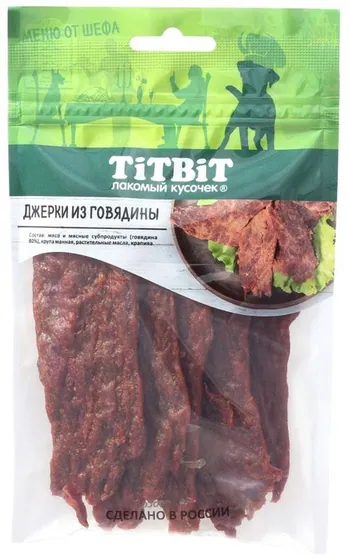 МЕНЮ ОТ ШЕФА
TiTBiT
лакомый кусочек®
ДЖЕРКИ ИЗ ГОВЯДИНЫ
Состав: мясо и мясные субпродукты (говядина
80%), крупа манная, растительные масла, крапива.
СДЕЛАНО В РОССИИ